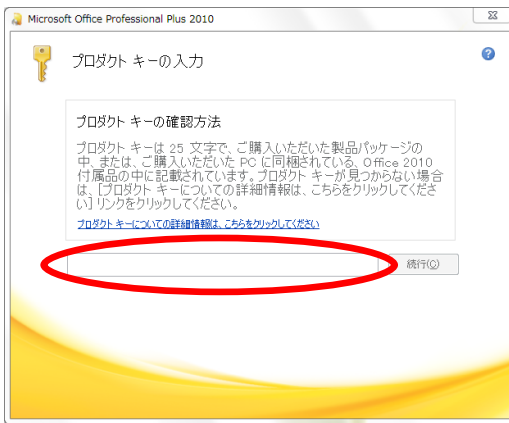 Microsoft Office Professional Plus 2010
プロダクト キーの入力
プロダクト キーの確認方法
プロダクト キーは 25 文字で、ご購入いただいた製品パッケージの
中、または、ご購入いただいた PC に同梱されている、Office 2010
付属品の中に記載されています。プロダクト キーが見つからない場合
は、[プロダクト キーについての詳細情報は、こちらをクリックしてくださ
い] リンクをクリックしてください。
プロダクト キーについての詳細情報は、こちらをクリックしてください
続行(C)